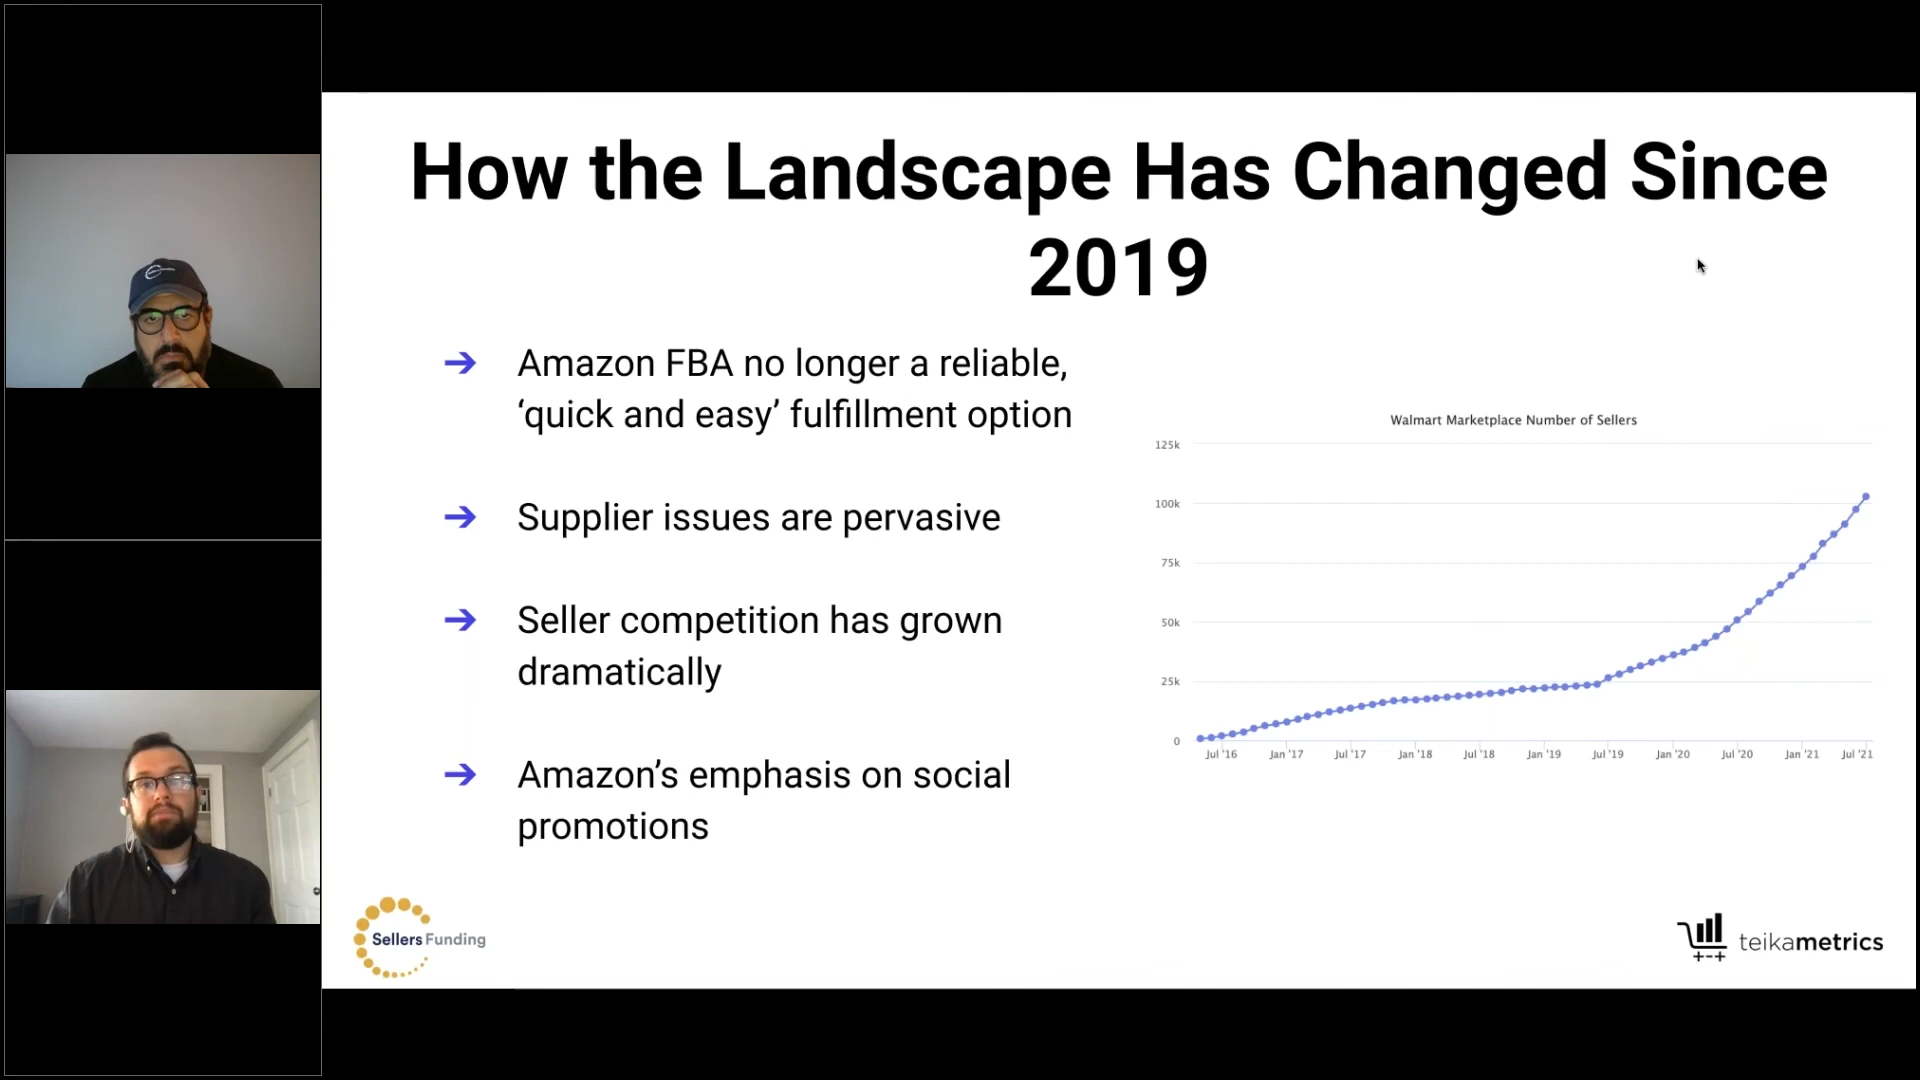 How the Landscape Has Changed Since
2019
➔ Amazon FBA no longer a reliable,
‘quick and easy’ fulfillment option
➔ Supplier issues are pervasive
➔ Seller competition has grown
dramatically
➔ Amazon’s emphasis on social
promotions
Walmart Marketplace Number of Sellers
125k
100k
75k
50k
25k
0
Jul '16 Jan '17 Jul '17 Jan '18 Jul '18 Jan '19 Jul '19 Jan '20 Jul '20 Jan '21 Jul '21
SellersFunding
teikametrics